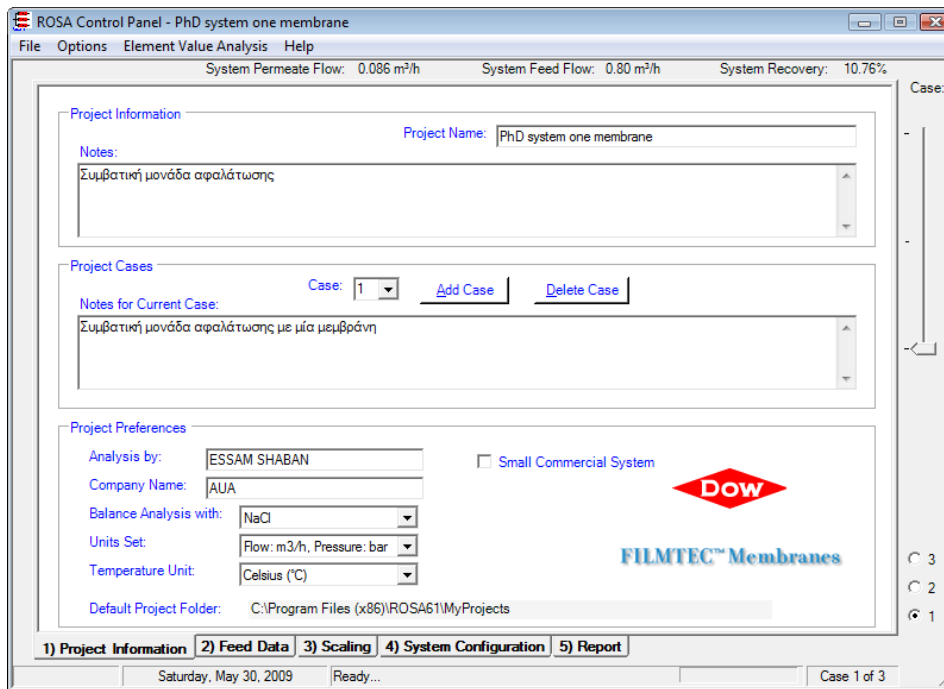 ROSA Control Panel - PhD system one membrane
File Options Element Value Analysis Help
System Permeate Flow: 0.086 m³/h System Feed Flow: 0.80 m³/h System Recovery: 10.76%
Case:
Project Information
Project Name: PhD system one membrane
Notes:
Συμβατική μονάδα αφαλάτωσης
Project Cases
Case: 1 Add Case Delete Case
Notes for Current Case:
Συμβατική μονάδα αφαλάτωσης με μία μεμβράνη
Project Preferences
Analysis by: ESSAM SHABAN
Small Commercial System
Company Name: AUA
DOW
Balance Analysis with: NaCl
Units Set: Flow: m3/h, Pressure: bar
FILMTEC™ Membranes
Temperature Unit: Celsius (°C)
Default Project Folder: C:\Program Files (x86)\ROSA61\MyProjects
3
2
1
1) Project Information 2) Feed Data 3) Scaling 4) System Configuration 5) Report
Saturday, May 30, 2009 Ready... Case 1 of 3